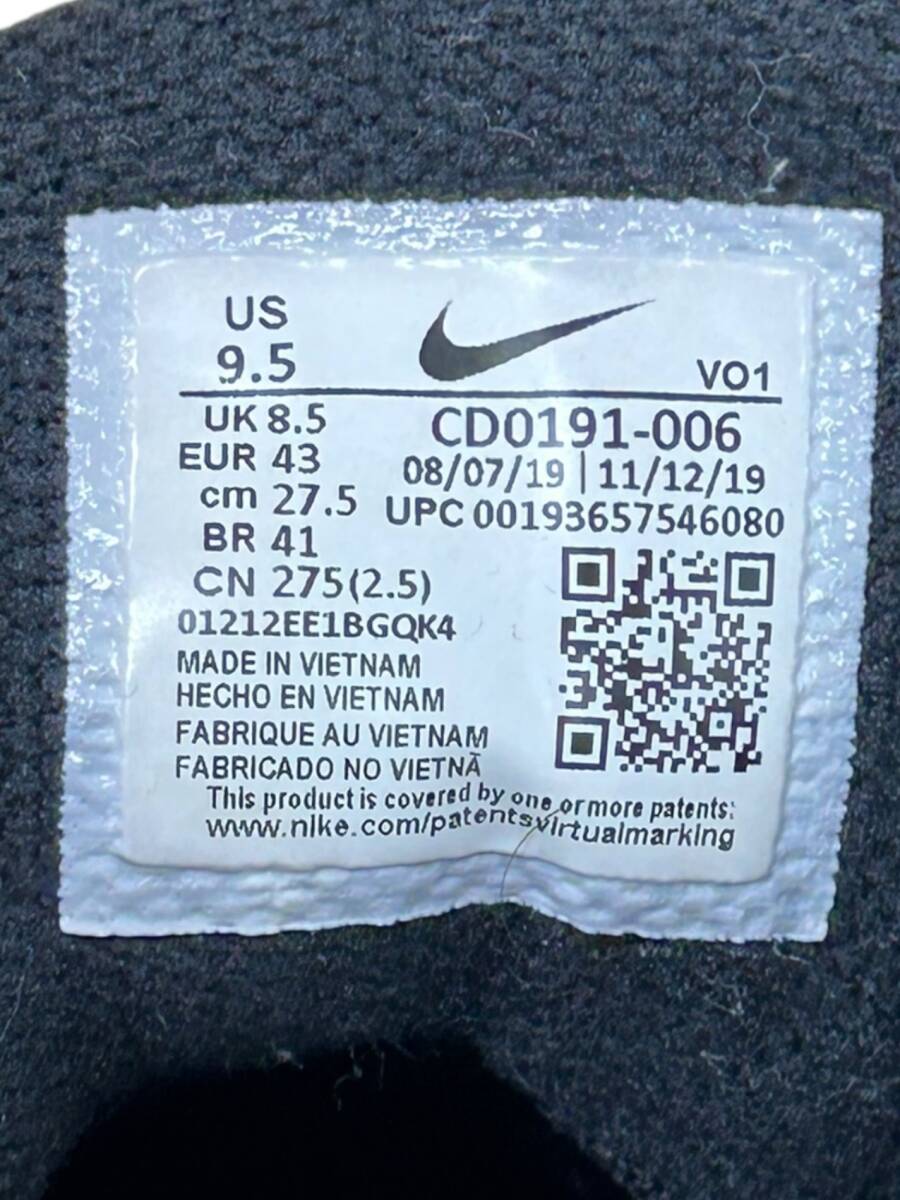 US
9.5
VO1
UK 8.5
EUR 43
cm 27.5
BR 41
CN 275(2.5)
CD0191-006
08/07/19 | 11/12/19
UPC 00193657546080
01212EE1BGQK4
MADE IN VIETNAM
HECHO EN VIETNAM
FABRIQUE AU VIETNAM
FABRICADO NO VIETNÃ
This product is covered by one or more patents:
www.nike.com/patentsvirtualmarking